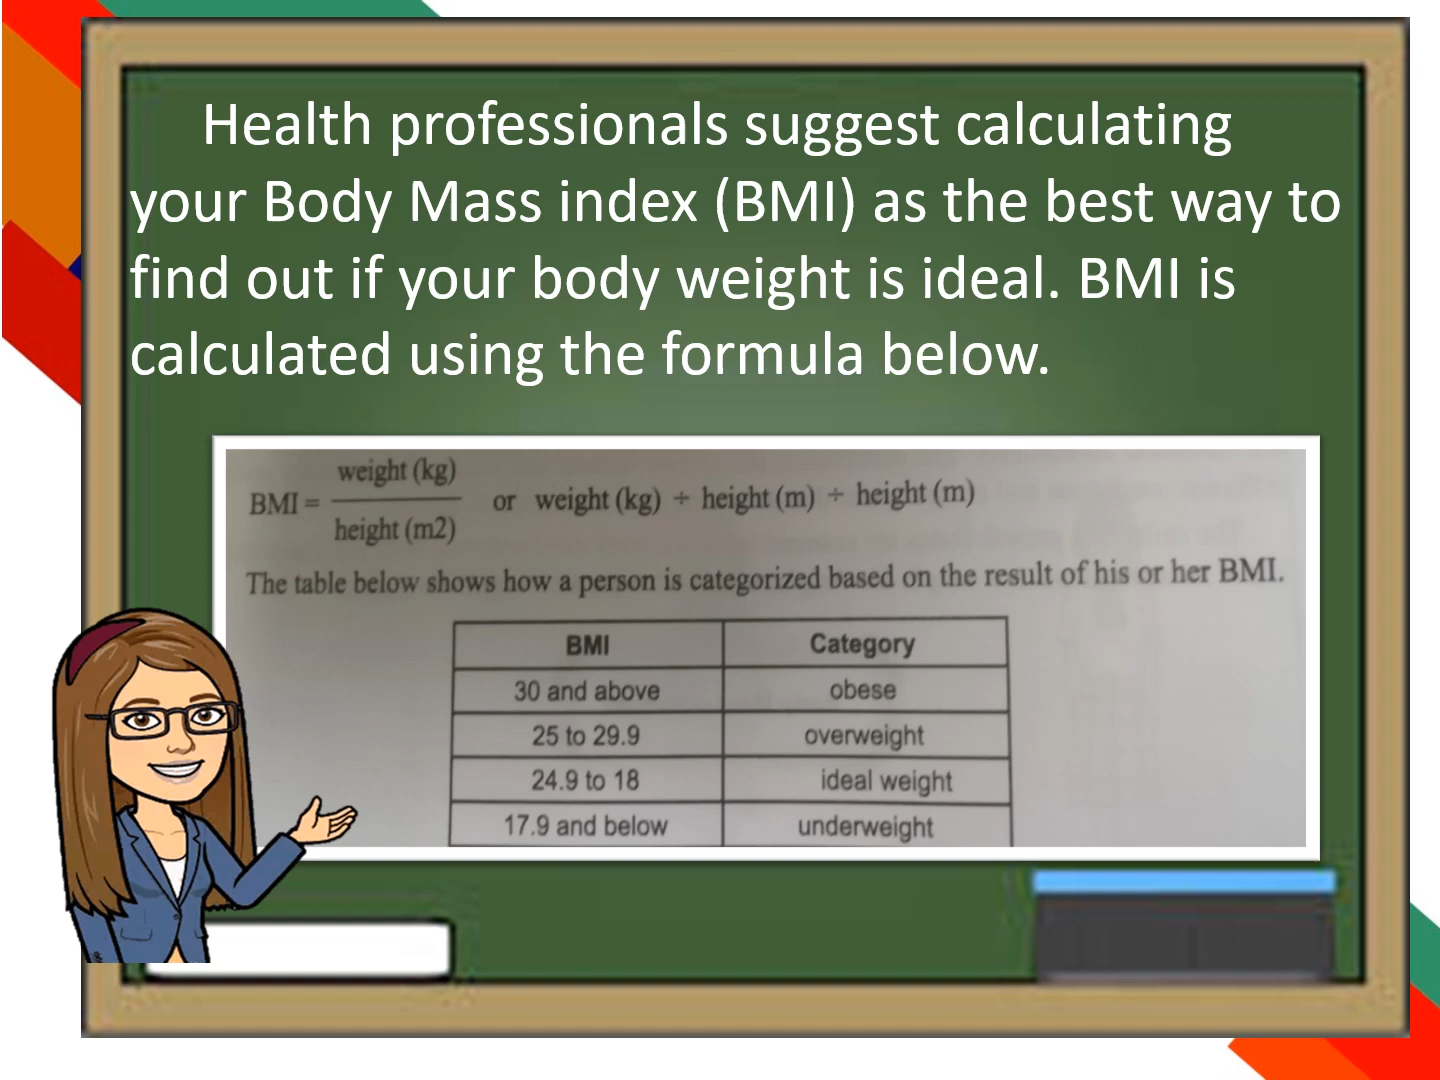 Health professionals suggest calculating
your Body Mass index (BMI) as the best way to
find out if your body weight is ideal. BMI is
calculated using the formula below.
BMI = weight (kg) / height (m2) or weight (kg) ÷ height (m) ÷ height (m)
The table below shows how a person is categorized based on the result of his or her BMI.
BMI Category
30 and above obese
25 to 29.9 overweight
24.9 to 18 ideal weight
17.9 and below underweight